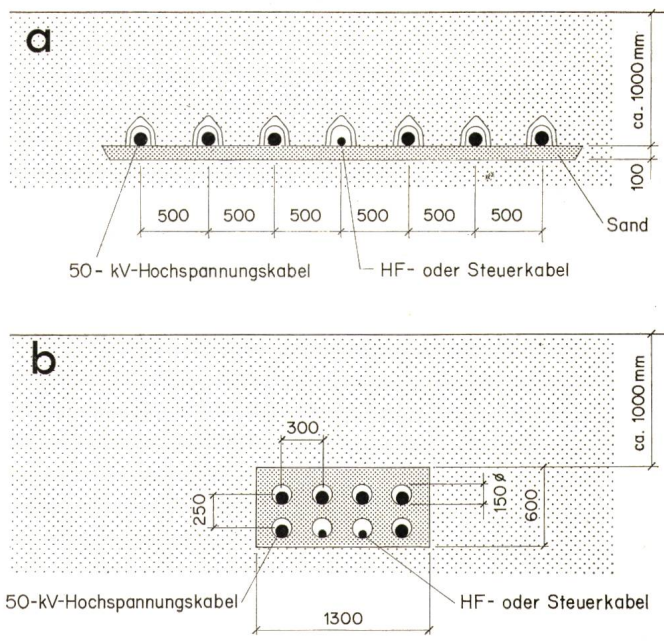 a
ca. 1000 mm
100
500 500 500 500 500 500
Sand
50- kV-Hochspannungskabel
HF- oder Steuerkabel
b
ca. 1000 mm
300
250
150 ø
600
50-kV-Hochspannungskabel
HF- oder Steuerkabel
1300